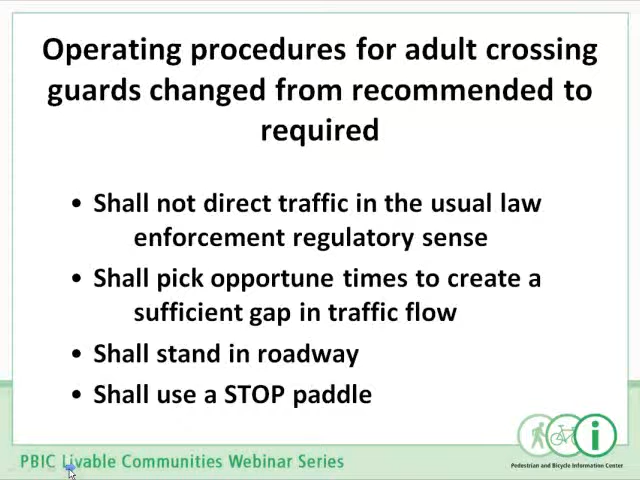 Operating procedures for adult crossing
guards changed from recommended to
required
• Shall not direct traffic in the usual law
enforcement regulatory sense
• Shall pick opportune times to create a
sufficient gap in traffic flow
• Shall stand in roadway
• Shall use a STOP paddle
i
Pedestrian and Bicycle Information Center
PBIC Livable Communities Webinar Series